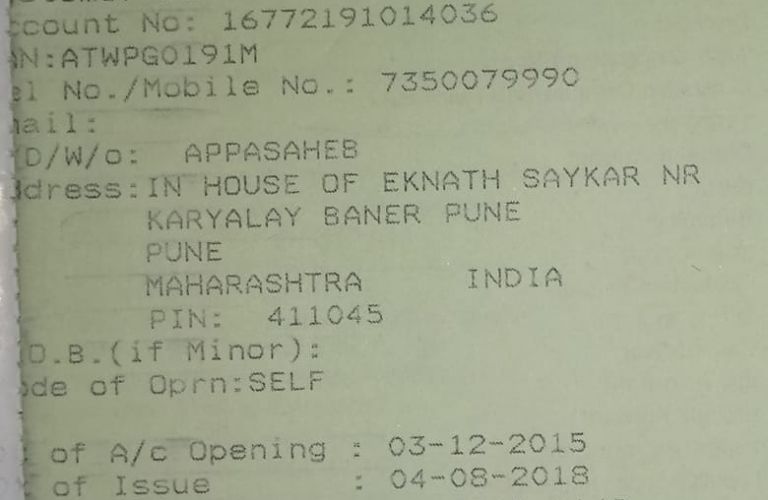 ccount No: 16772191014036
AN:ATWPG0191M
el No./Mobile No.: 7350079990
mail:
/D/W/o: APPASAHEB
ddress:IN HOUSE OF EKNATH SAYKAR NR
KARYALAY BANER PUNE
PUNE
MAHARASHTRA INDIA
PIN: 411045
D.B.(if Minor):
ode of Oprn:SELF
of A/c Opening : 03-12-2015
of Issue : 04-08-2018